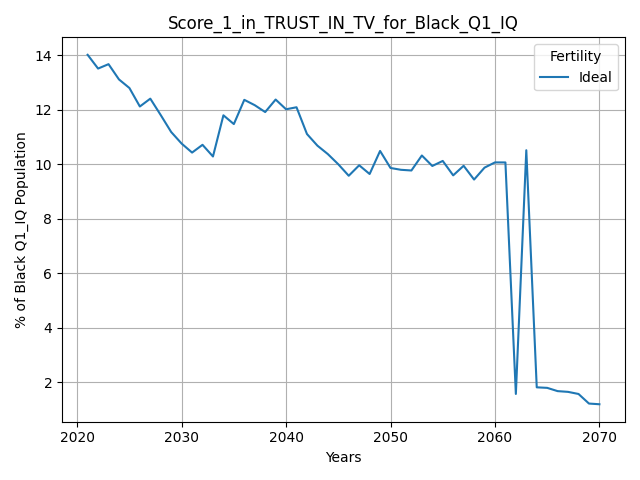 Score_1_in_TRUST_IN_TV_for_Black_Q1_IQ
Fertility
Ideal
% of Black Q1_IQ Population
14
12
10
8
6
4
2
2020 2030 2040 2050 2060 2070
Years